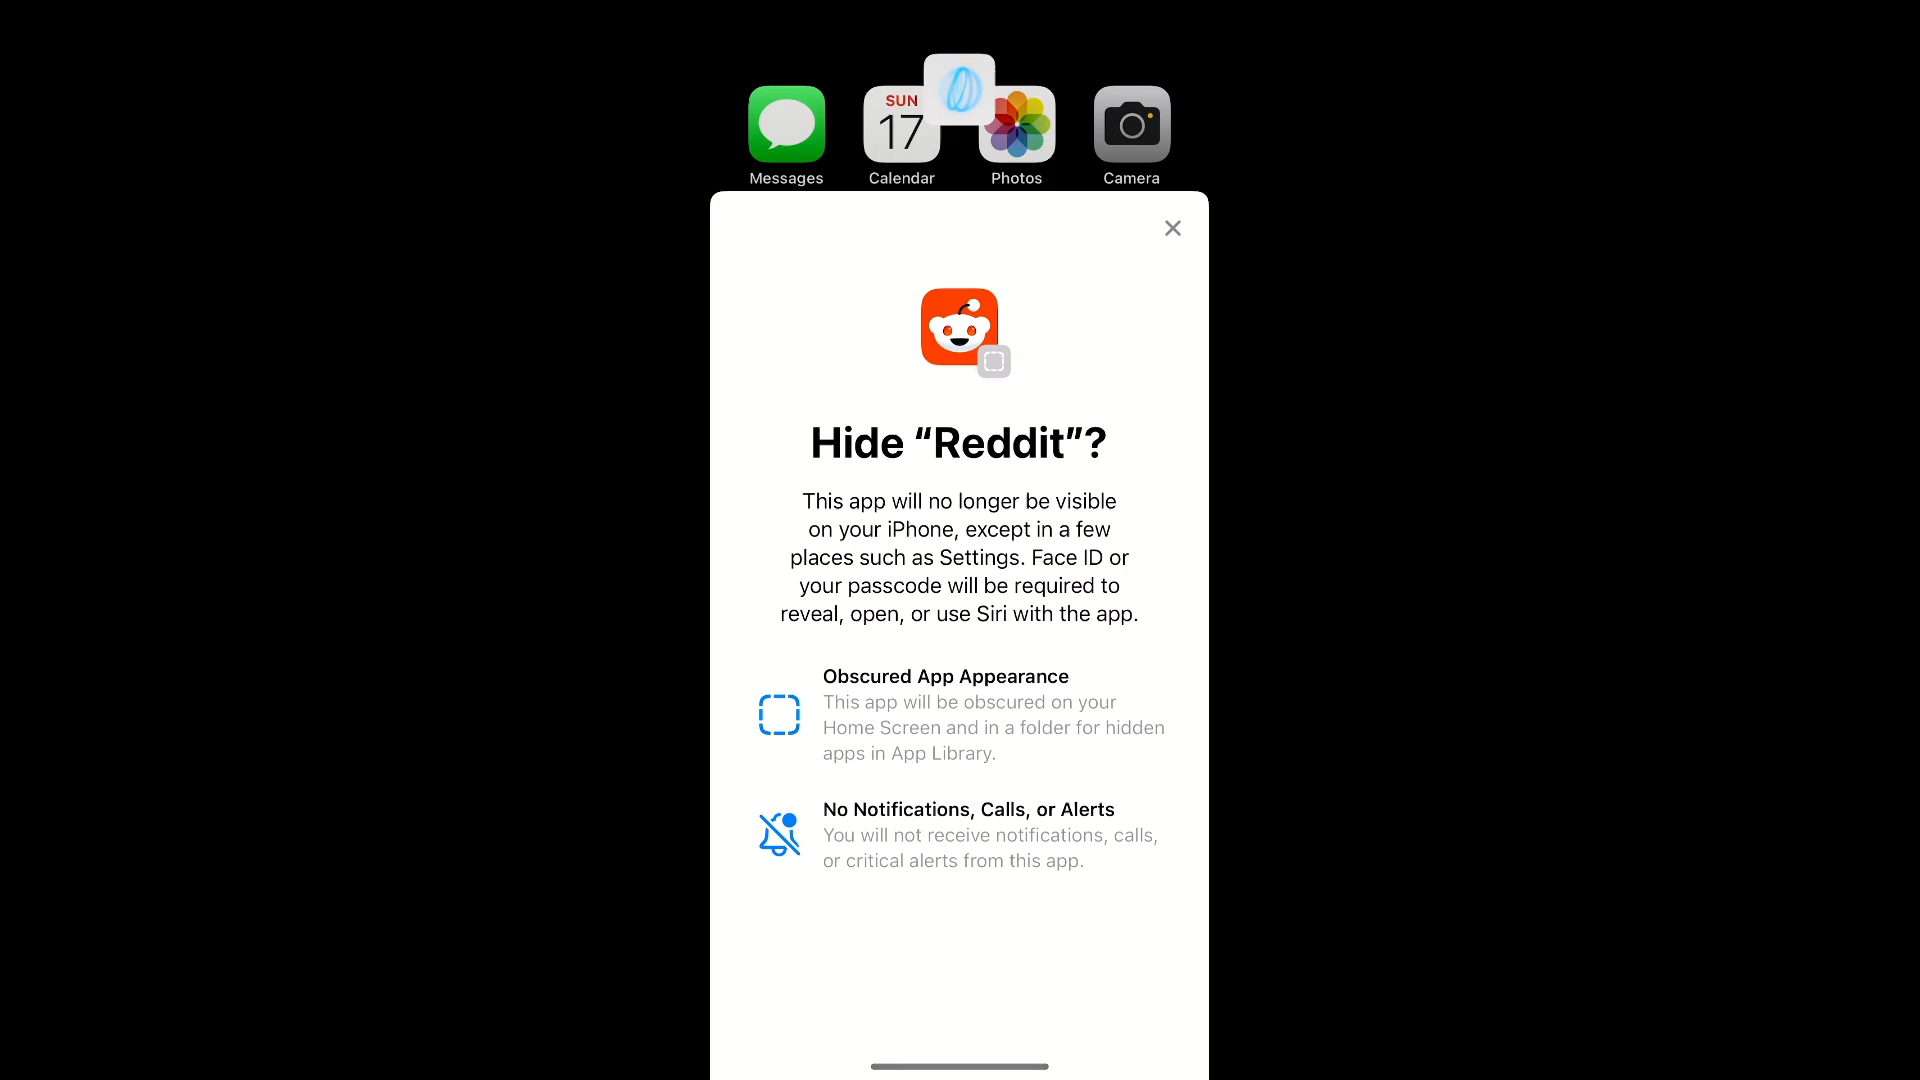 SUN
17
Messages
Calendar
Photos
Camera
Hide “Reddit”?
This app will no longer be visible
on your iPhone, except in a few
places such as Settings. Face ID or
your passcode will be required to
reveal, open, or use Siri with the app.
Obscured App Appearance
This app will be obscured on your
Home Screen and in a folder for hidden
apps in App Library.
No Notifications, Calls, or Alerts
You will not receive notifications, calls,
or critical alerts from this app.